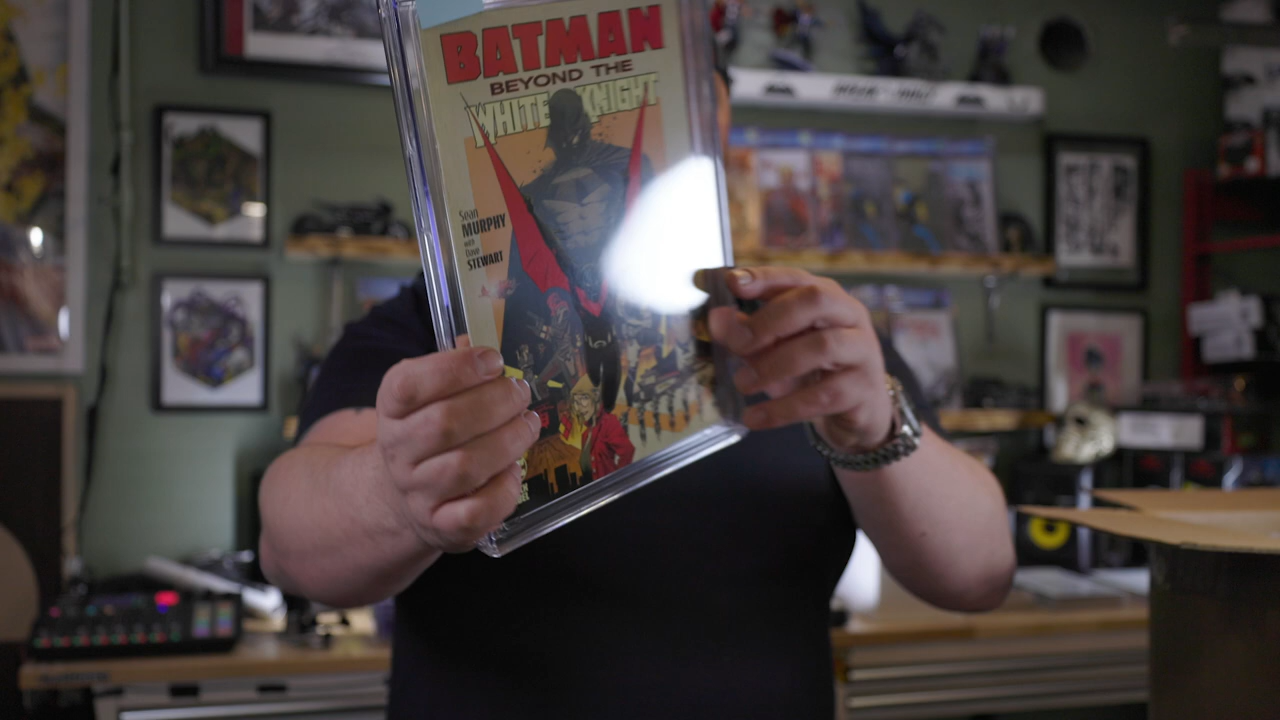 BATMAN
BEYOND THE
WHITE KNIGHT
Sean
MURPHY
with
Dave
STEWART